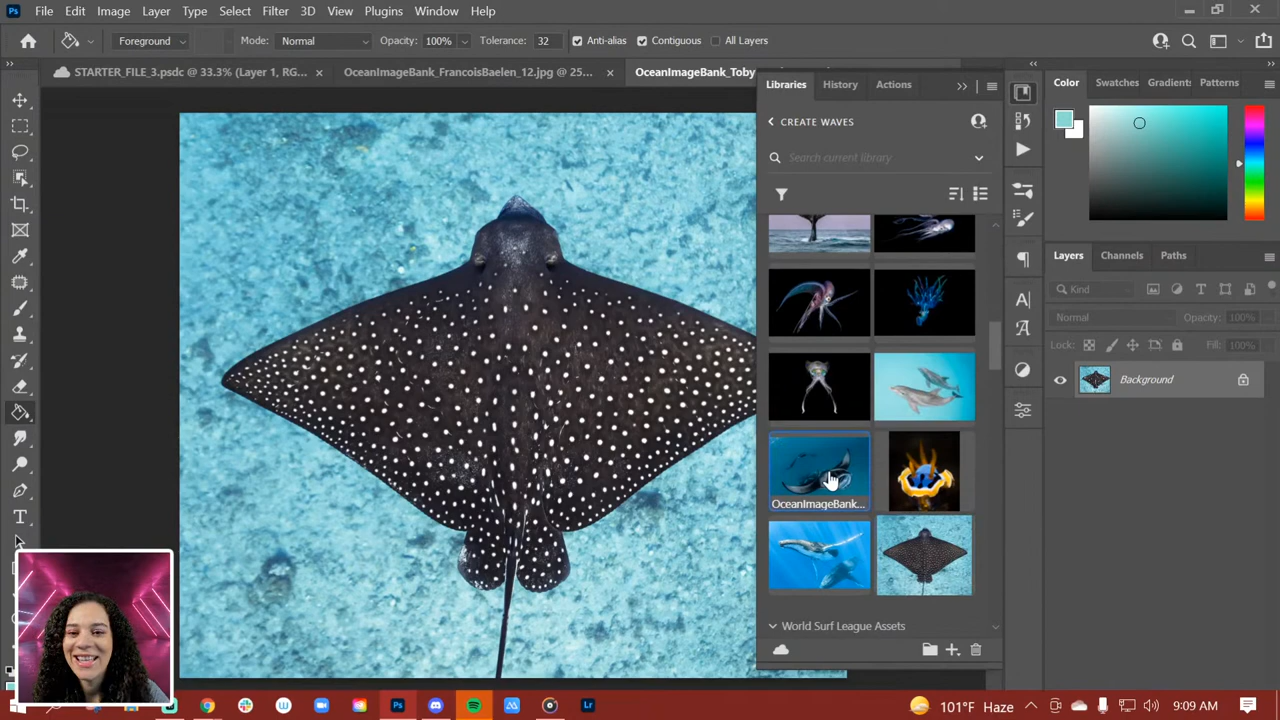 Ps File Edit Image Layer Type Select Filter 3D View Plugins Window Help
Foreground Mode: Normal Opacity: 100% Tolerance: 32 Anti-alias Contiguous All Layers
STARTER_FILE_3.psdc @ 33.3% (Layer 1, RG... × OceanImageBank_FrancoisBaelen_12.jpg @ 25... × OceanImageBank_Toby
Libraries History Actions
CREATE WAVES
Search current library
OceanImageBank...
World Surf League Assets
Color Swatches Gradients Patterns
Layers Channels Paths
Kind
Normal Opacity: 100%
Lock: Fill: 100%
Background
Ps Lr 101°F Haze 9:09 AM